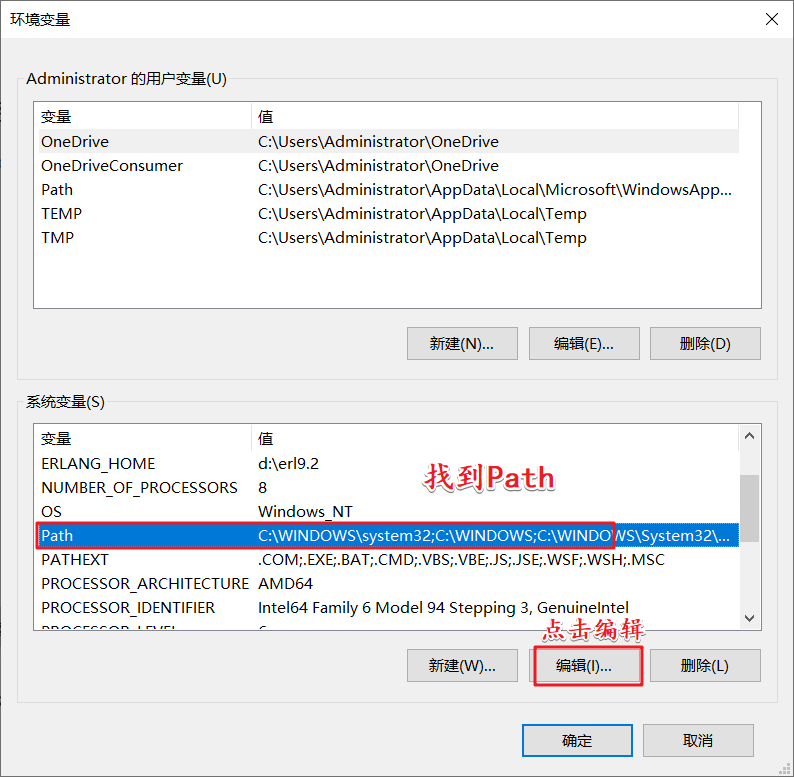 环境变量
Administrator 的用户变量(U)
变量 值
OneDrive C:\Users\Administrator\OneDrive
OneDriveConsumer C:\Users\Administrator\OneDrive
Path C:\Users\Administrator\AppData\Local\Microsoft\WindowsApp...
TEMP C:\Users\Administrator\AppData\Local\Temp
TMP C:\Users\Administrator\AppData\Local\Temp
新建(N)... 编辑(E)... 删除(D)
系统变量(S)
变量 值
ERLANG_HOME d:\erl9.2
找到Path
NUMBER_OF_PROCESSORS 8
OS Windows_NT
Path C:\WINDOWS\system32;C:\WINDOWS;C:\WINDOWS\System32\...
PATHEXT .COM;.EXE;.BAT;.CMD;.VBS;.VBE;.JS;.JSE;.WSF;.WSH;.MSC
PROCESSOR_ARCHITECTURE AMD64
PROCESSOR_IDENTIFIER Intel64 Family 6 Model 94 Stepping 3, GenuineIntel
PROCESSOR_LEVEL 6
点击编辑
新建(W)... 编辑(I)... 删除(L)
确定 取消